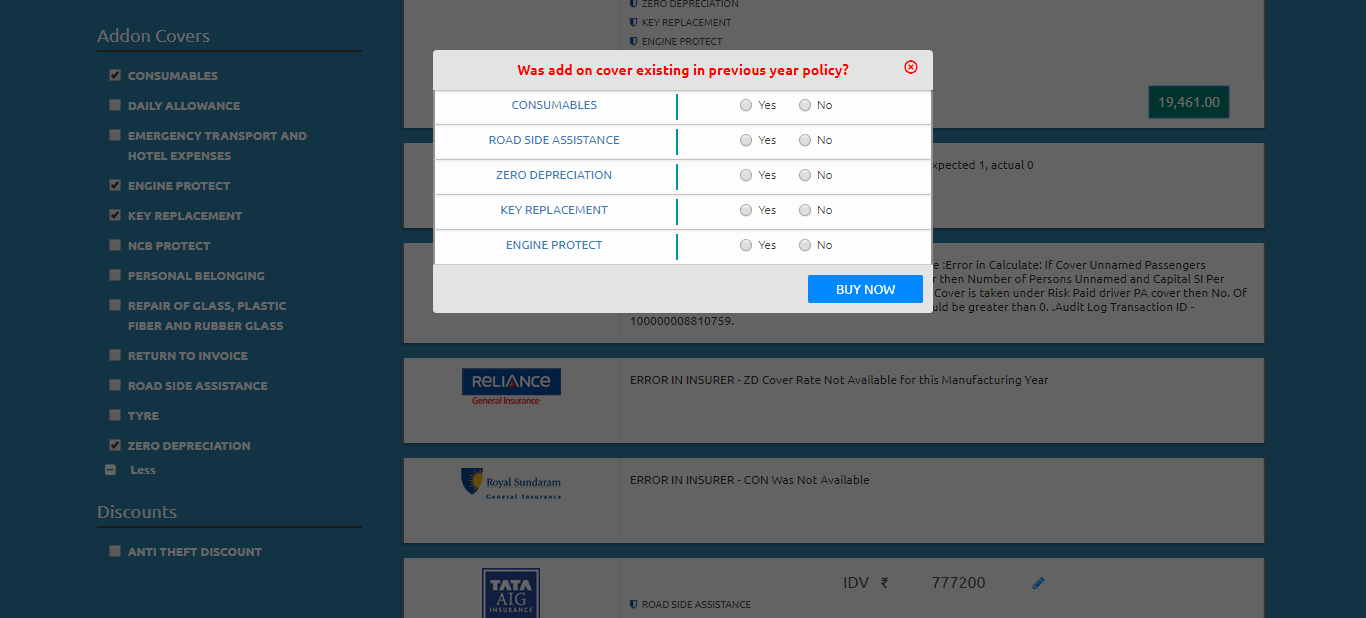 Addon Covers
CONSUMABLES
DAILY ALLOWANCE
EMERGENCY TRANSPORT AND
HOTEL EXPENSES
ENGINE PROTECT
KEY REPLACEMENT
NCB PROTECT
PERSONAL BELONGING
REPAIR OF GLASS, PLASTIC
FIBER AND RUBBER GLASS
RETURN TO INVOICE
ROAD SIDE ASSISTANCE
TYRE
ZERO DEPRECIATION
Less
Discounts
ANTI THEFT DISCOUNT
ZERO DEPRECIATION
KEY REPLACEMENT
ENGINE PROTECT
19,461.00
Was add on cover existing in previous year policy?
CONSUMABLES Yes No
ROAD SIDE ASSISTANCE Yes No
ZERO DEPRECIATION Yes No
KEY REPLACEMENT Yes No
ENGINE PROTECT Yes No
BUY NOW
xpected 1, actual 0
e :Error in Calculate: If Cover Unnamed Passengers
r then Number of Persons Unnamed and Capital SI Per
Cover is taken under Risk Paid driver PA cover then No. Of
uld be greater than 0. .Audit Log Transaction ID -
100000008810759.
RELIANCE
General Insurance
ERROR IN INSURER - ZD Cover Rate Not Available for this Manufacturing Year
Royal Sundaram
General Insurance
ERROR IN INSURER - CON Was Not Available
TATA
AIG
INSURANCE
IDV ₹ 777200
ROAD SIDE ASSISTANCE